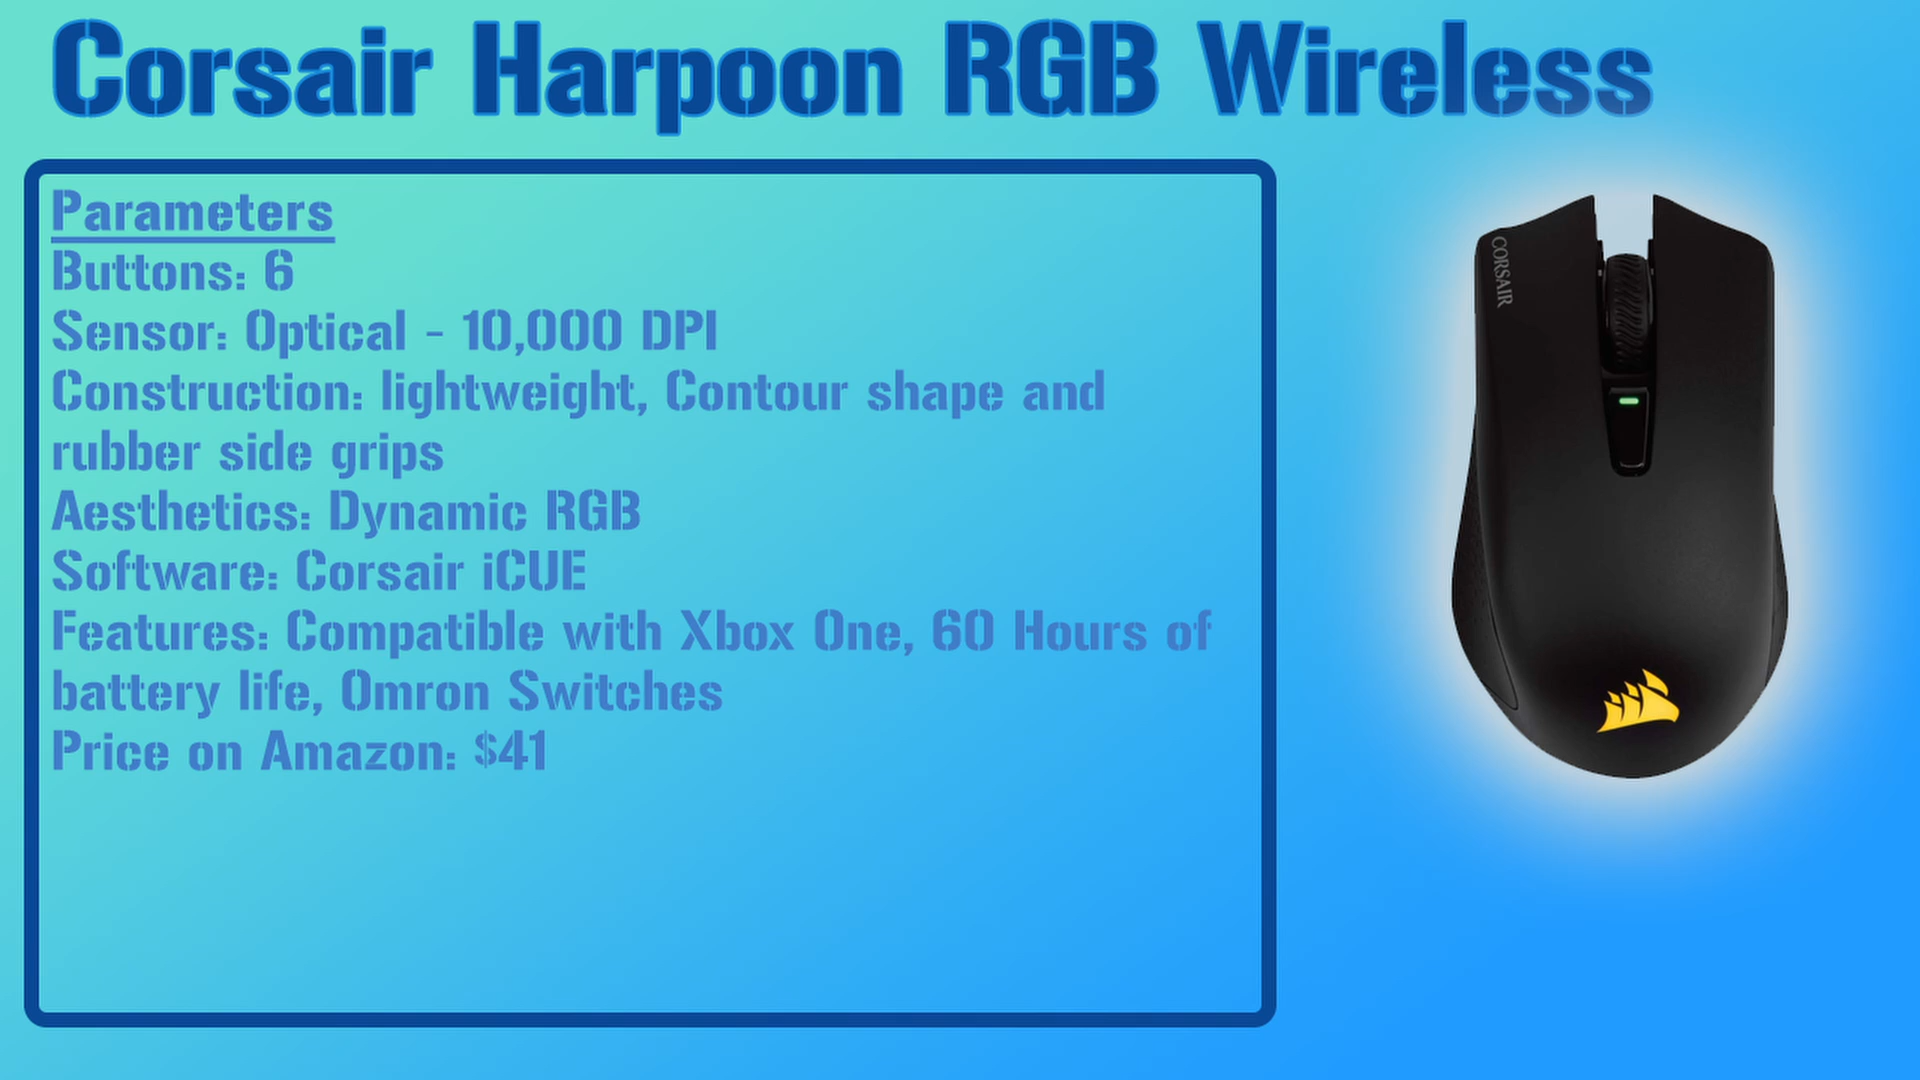 Corsair Harpoon RGB Wireless
Parameters
Buttons: 6
Sensor: Optical - 10,000 DPI
Construction: lightweight, Contour shape and
rubber side grips
Aesthetics: Dynamic RGB
Software: Corsair iCUE
Features: Compatible with Xbox One, 60 Hours of
battery life, Omron Switches
Price on Amazon: $41
CORSAIR